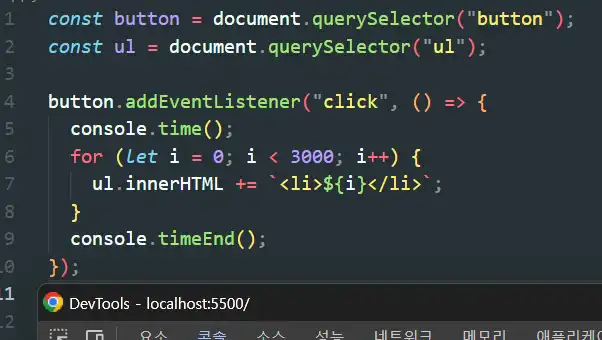 1 const button = document.querySelector("button");
2 const ul = document.querySelector("ul");
3
4 button.addEventListener("click", () => {
5 console.time();
6 for (let i = 0; i < 3000; i++) {
7 ul.innerHTML += `<li>${i}</li>`;
8 }
9 console.timeEnd();
10 });
11
12
DevTools - localhost:5500/
요소 콘솔 소스 성능 네트워크 메모리 애플리케이션